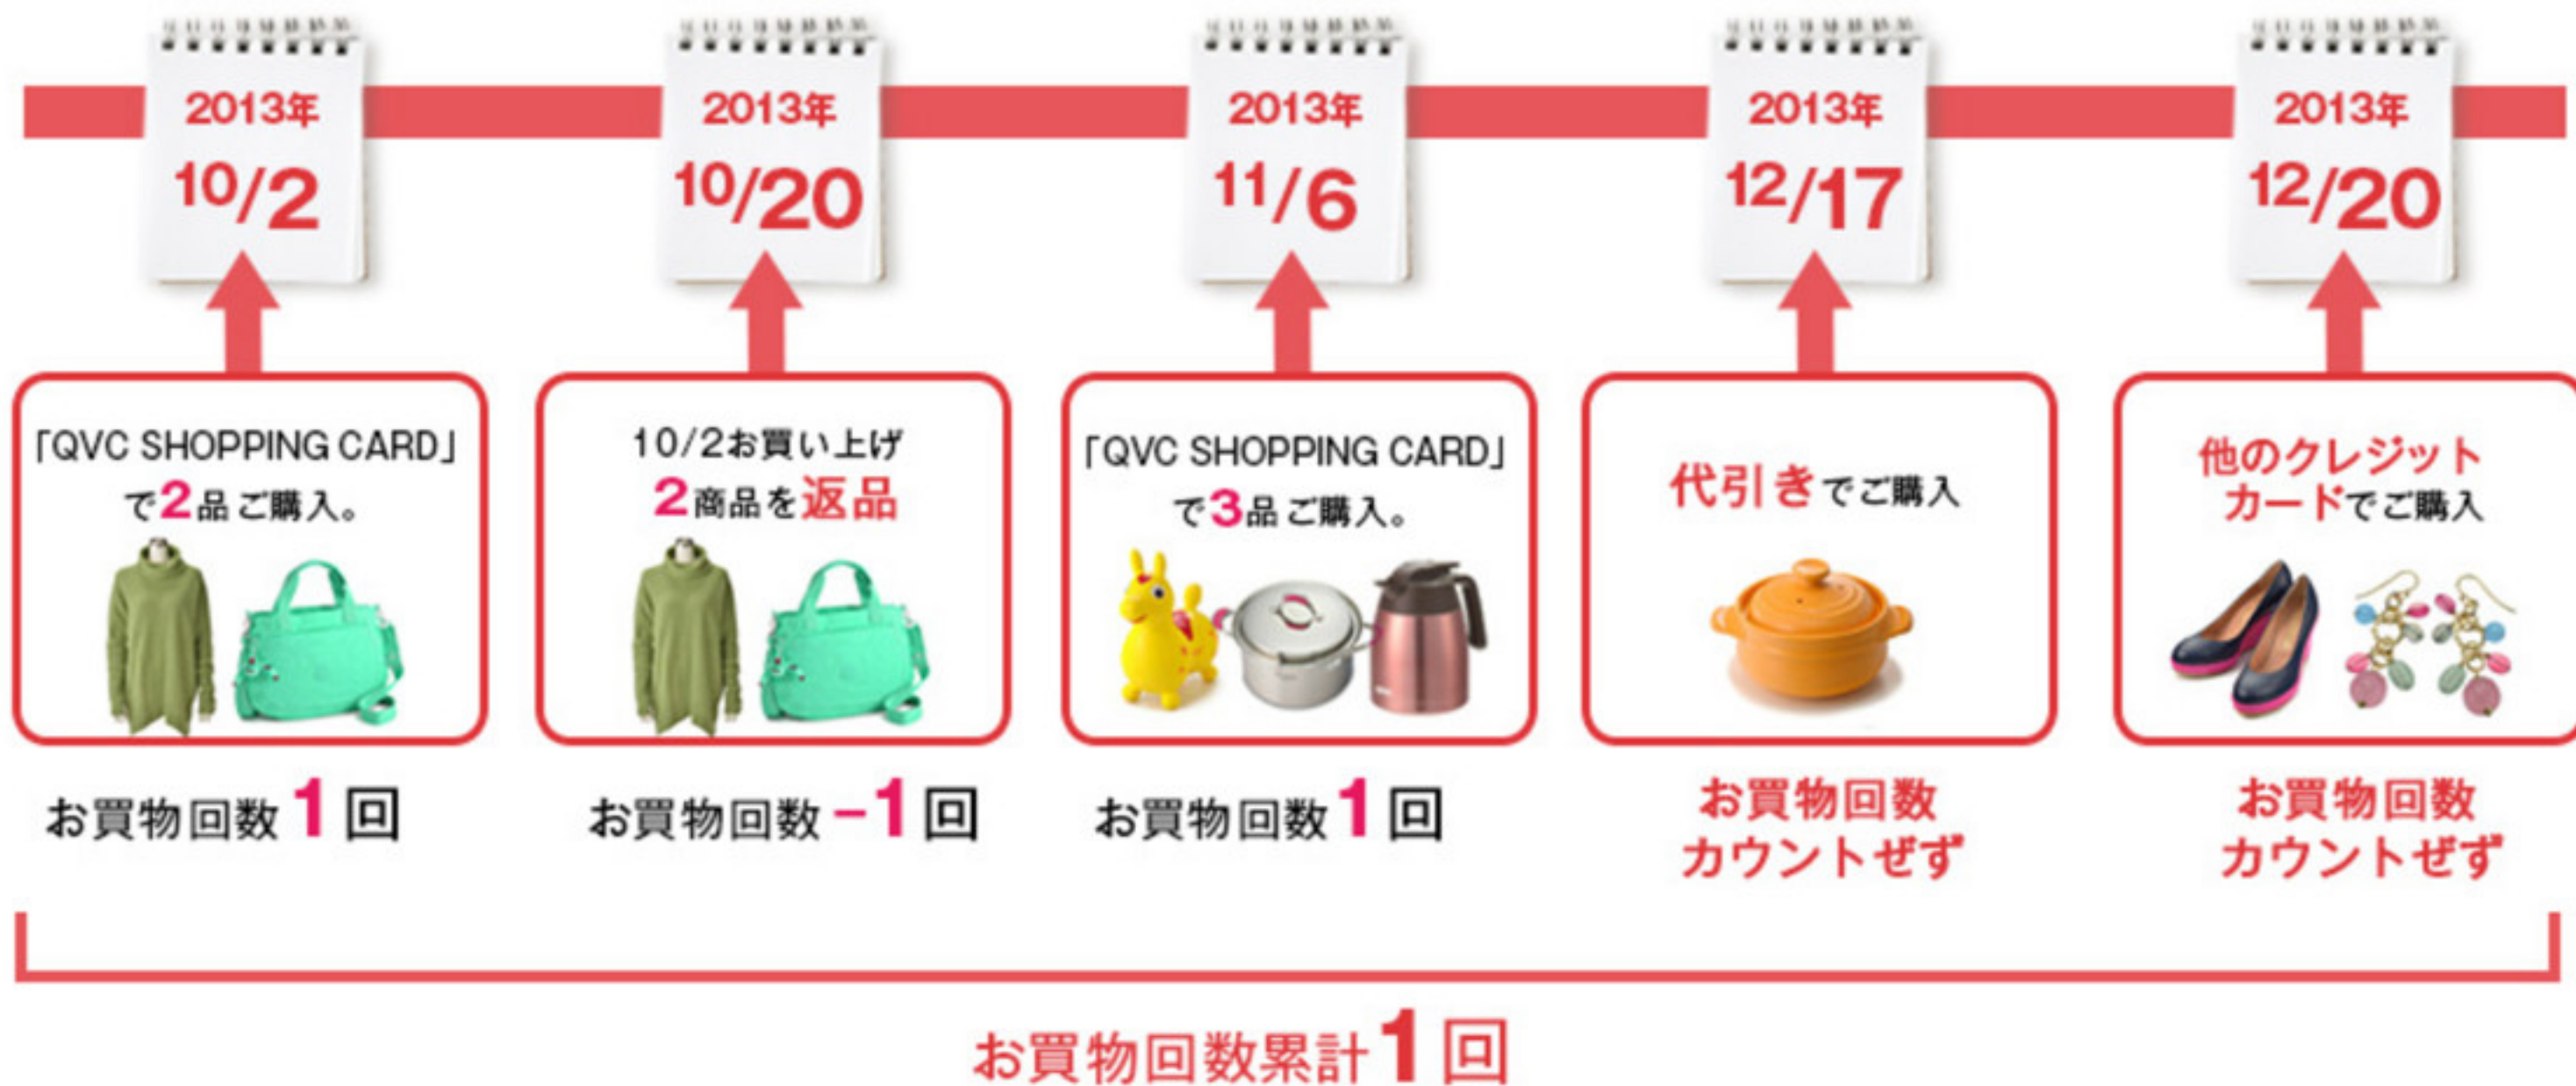 2013年
10/2
2013年
10/20
2013年
11/6
2013年
12/17
2013年
12/20
「QVC SHOPPING CARD」
で2品ご購入。
10/2お買い上げ
2商品を返品
「QVC SHOPPING CARD」
で3品ご購入。
代引きでご購入
他のクレジット
カードでご購入
お買物回数1回
お買物回数-1回
お買物回数1回
お買物回数
カウントぜず
お買物回数
カウントぜず
お買物回数累計1回